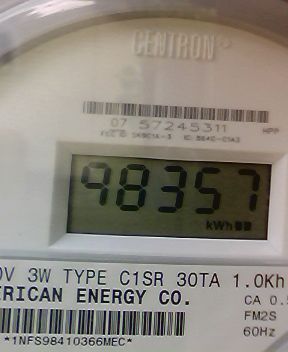 CENTRON®
07 57245311 HPP
98357
kWh
0V 3W TYPE C1SR 30TA 1.0Kh
ERICAN ENERGY CO.
CA 0.5
FM2S
60Hz
*1NFS98410366MEC*